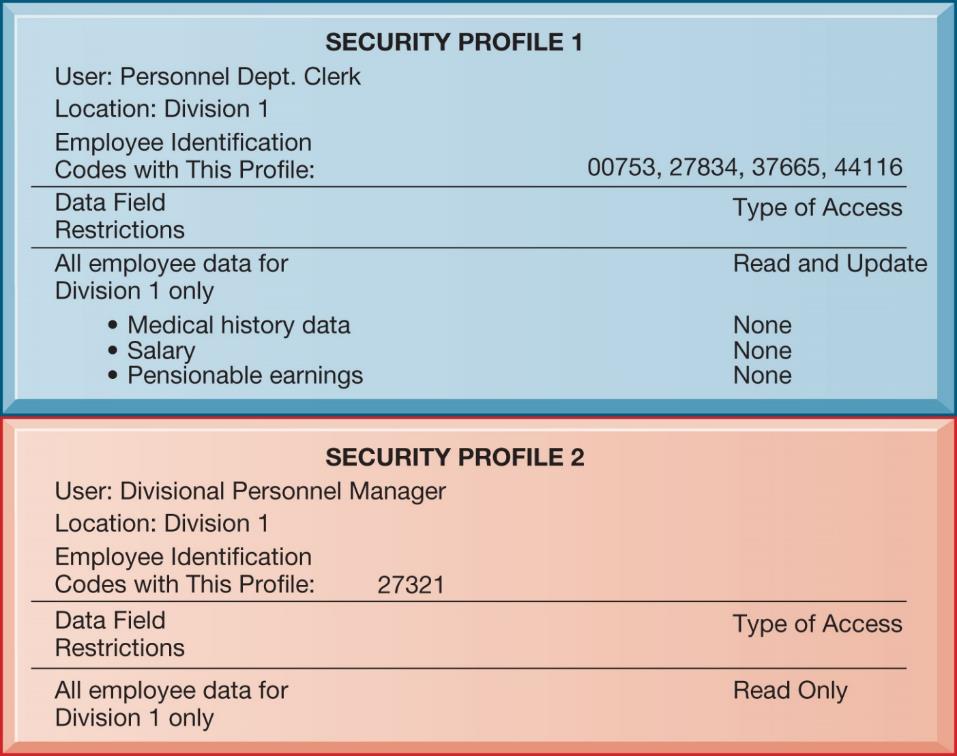 SECURITY PROFILE 1
User: Personnel Dept. Clerk
Location: Division 1
Employee Identification
Codes with This Profile: 00753, 27834, 37665, 44116
Data Field Type of Access
Restrictions
All employee data for Read and Update
Division 1 only
• Medical history data None
• Salary None
• Pensionable earnings None
SECURITY PROFILE 2
User: Divisional Personnel Manager
Location: Division 1
Employee Identification
Codes with This Profile: 27321
Data Field Type of Access
Restrictions
All employee data for Read Only
Division 1 only